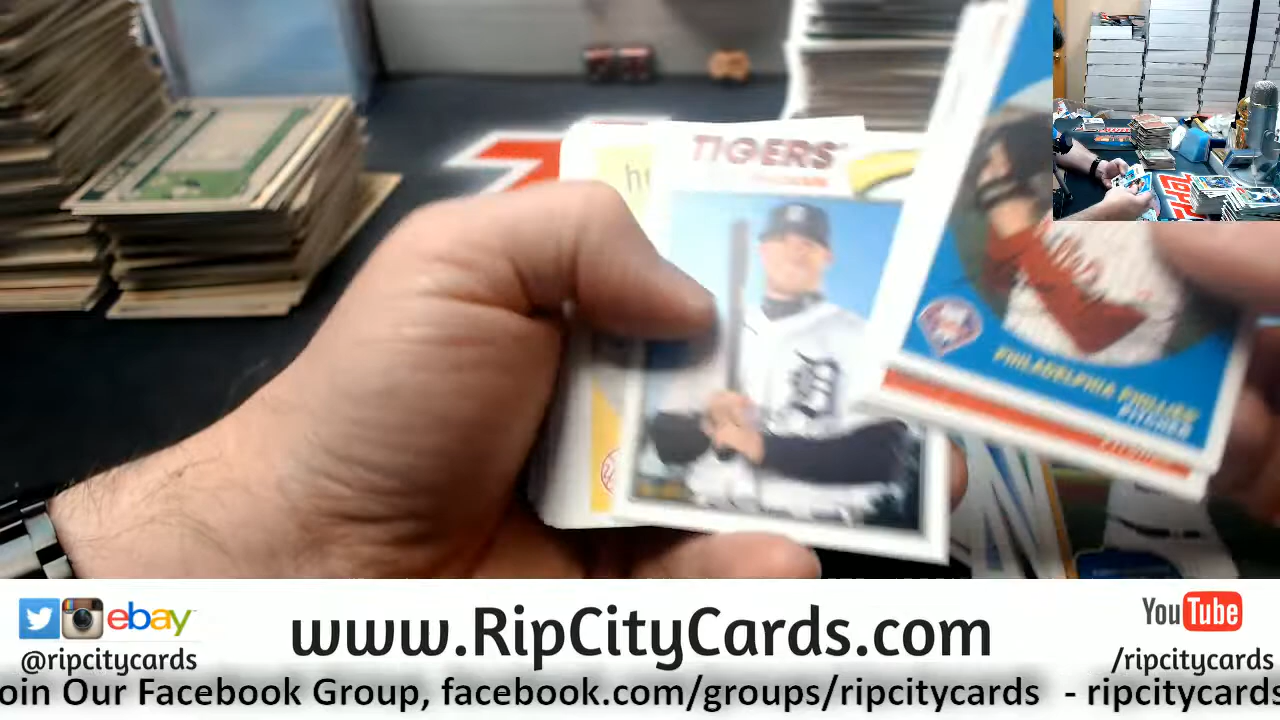 TIGERS
PHILADELPHIA PHILLIES
PITCHER
D
ebay
@ripcitycards
www.RipCityCards.com
YouTube
/ripcitycards
oin Our Facebook Group, facebook.com/groups/ripcitycards - ripcitycards